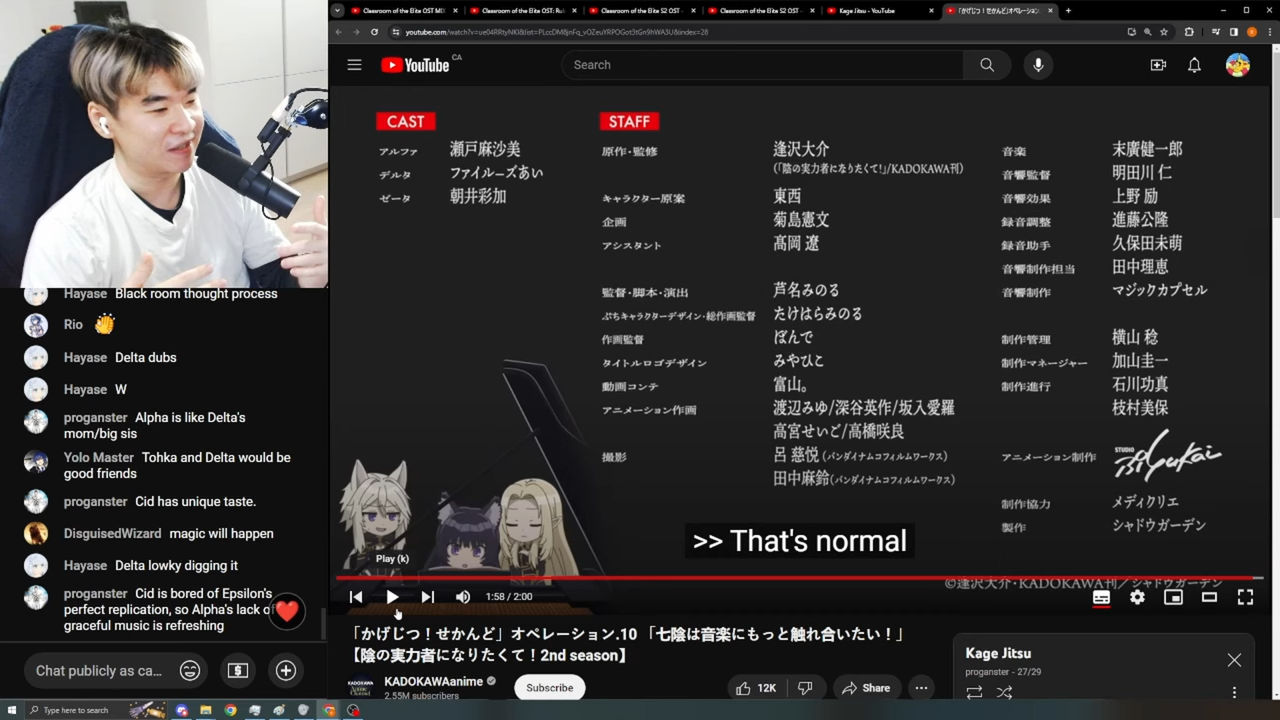 Classroom of the Elite OST MIX
Classroom of the Elite OST: Rul
Classroom of the Elite S2 OST -
Classroom of the Elite S2 OST -
Kage Jitsu - YouTube
「かげじつ！せかんど」オペレーション
YouTube CA
Search
CAST
アルファ 瀬戸麻沙美
デルタ ファイルーズあい
ゼータ 朝井彩加
STAFF
原作・監修 逢沢大介
(「陰の実力者になりたくて！」/KADOKAWA刊)
キャラクター原案 東西
企画 菊島憲文
アシスタント 髙岡 遼
監督・脚本・演出 芦名みのる
ぷちキャラクターデザイン・総作画監督 たけはらみのる
作画監督 ぼんで
タイトルロゴデザイン みやひこ
動画コンテ 富山。
アニメーション作画 渡辺みゆ/深谷英作/坂入愛羅
高宮せいご/高橋咲良
撮影 呂 慈悦 (バンダイナムコフィルムワークス)
田中麻鈴 (バンダイナムコフィルムワークス)
音楽 末廣健一郎
音響監督 明田川 仁
音響効果 上野 励
録音調整 進藤公隆
録音助手 久保田未萌
音響制作担当 田中理恵
音響制作 マジックカプセル
制作管理 横山 稔
制作マネージャー 加山圭一
制作進行 石川功真
枝村美保
アニメーション制作 STUDIO ぷYUKAI
制作協力 メディクリエ
製作 シャドウガーデン
>> That's normal
©逢沢大介・KADOKAWA刊／シャドウガーデン
Play (k)
1:58 / 2:00
「かげじつ！せかんど」オペレーション.10 「七陰は音楽にもっと触れ合いたい！」
【陰の実力者になりたくて！2nd season】
KADOKAWAanime
2.55M subscribers
Subscribe
12K
Share
Kage Jitsu
proganster - 27/29
Hayase Black room thought process
Rio
Hayase Delta dubs
Hayase W
proganster Alpha is like Delta's
mom/big sis
Yolo Master Tohka and Delta would be
good friends
proganster Cid has unique taste.
DisguisedWizard magic will happen
Hayase Delta lowky digging it
proganster Cid is bored of Epsilon's
perfect replication, so Alpha's lack of
graceful music is refreshing
Chat publicly as ca...
Type here to search